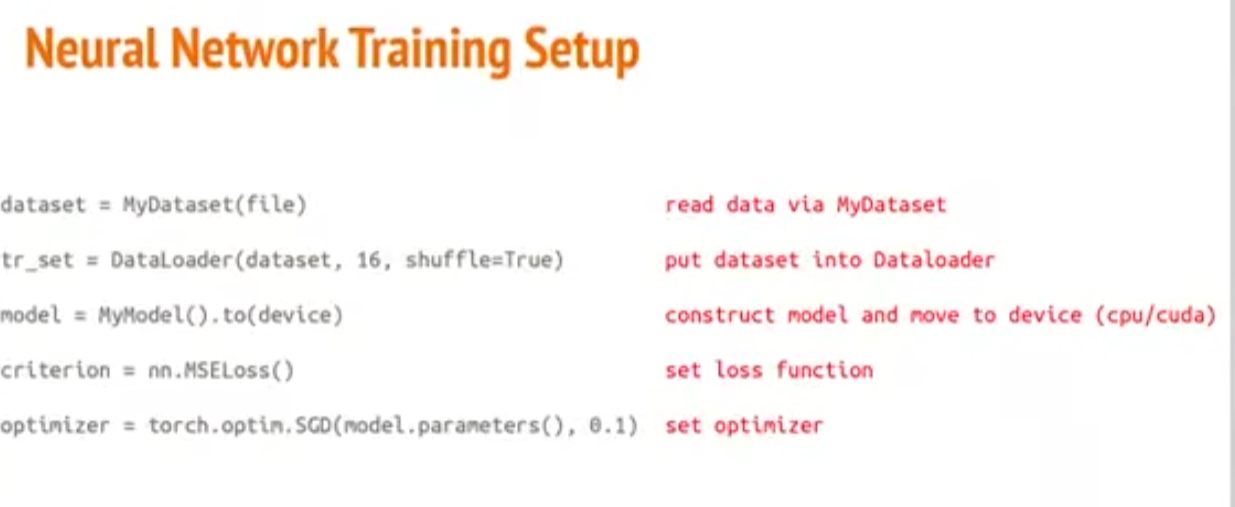 Neural Network Training Setup
dataset = MyDataset(file) read data via MyDataset
tr_set = DataLoader(dataset, 16, shuffle=True) put dataset into Dataloader
model = MyModel().to(device) construct model and move to device (cpu/cuda)
criterion = nn.MSELoss() set loss function
optimizer = torch.optim.SGD(model.parameters(), 0.1) set optimizer